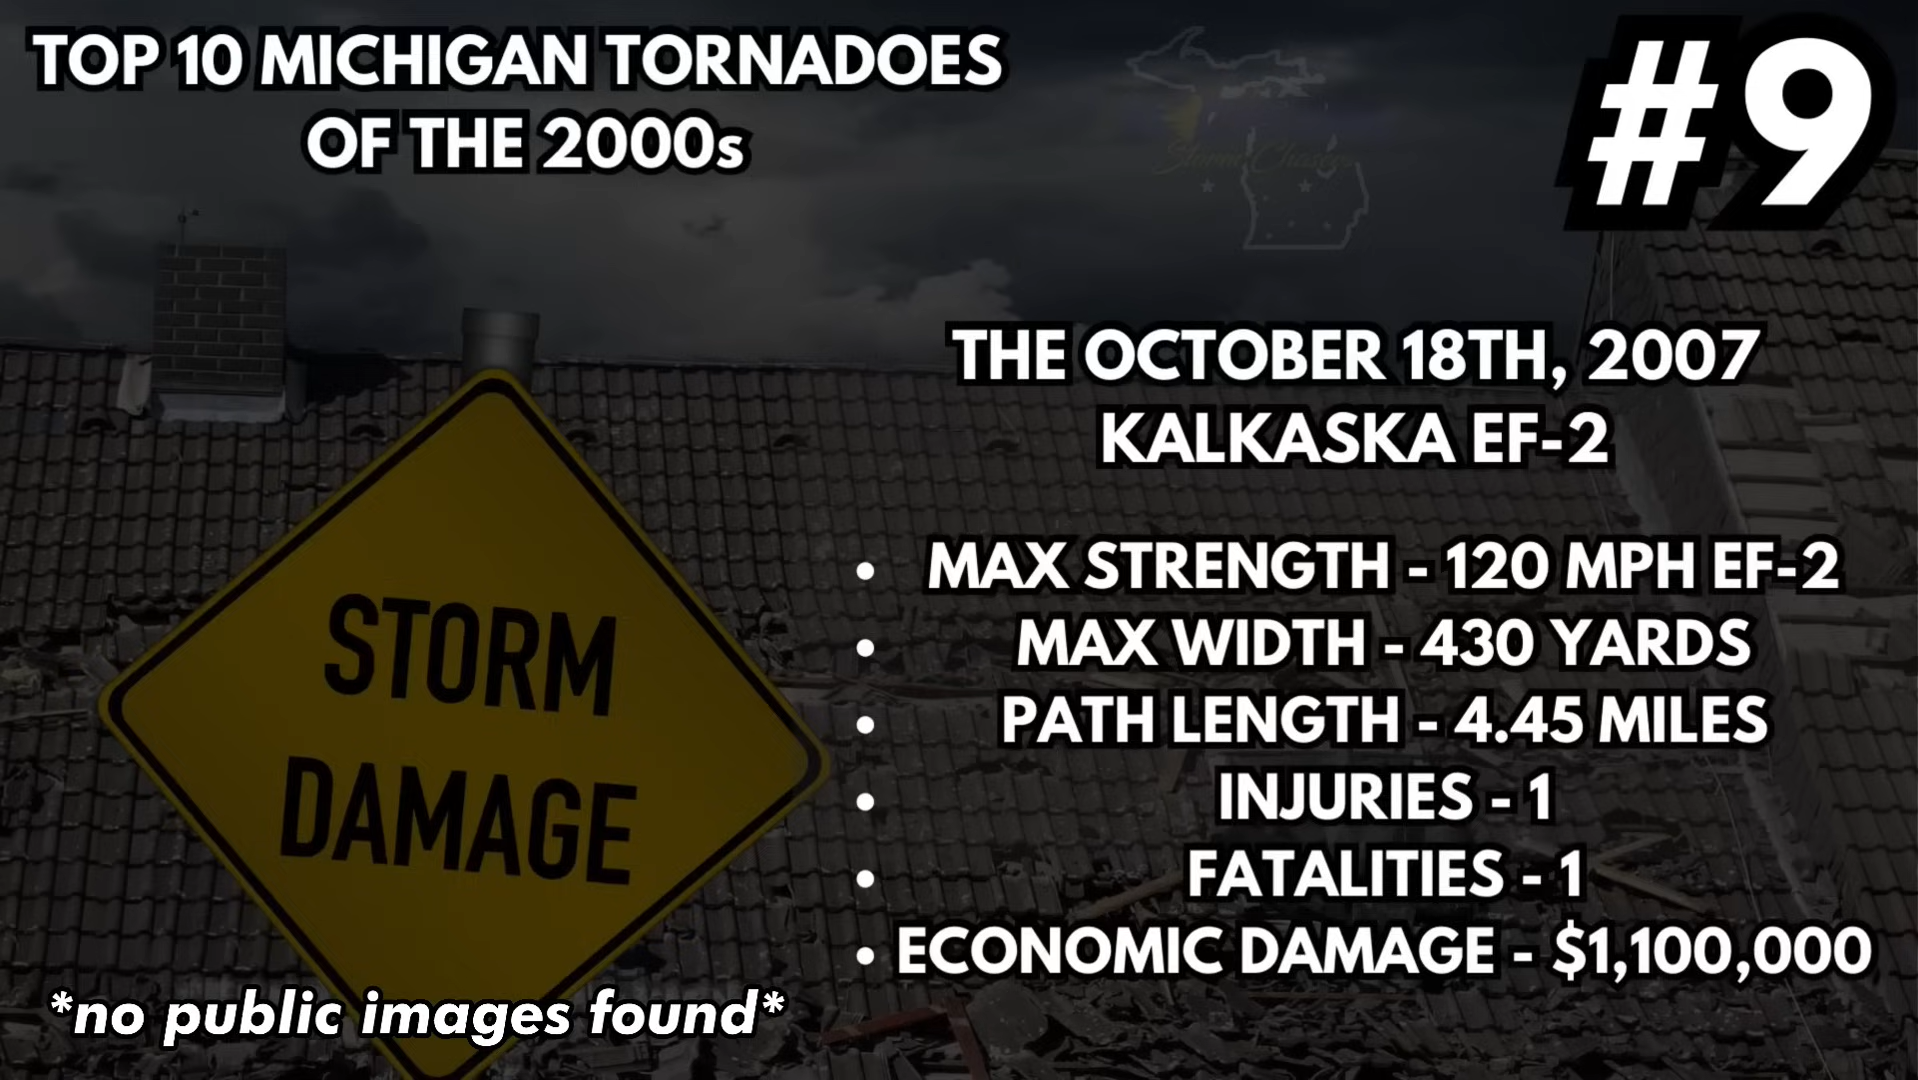 TOP 10 MICHIGAN TORNADOES
OF THE 2000s
#9
Storm Chasers
THE OCTOBER 18TH, 2007
KALKASKA EF-2
• MAX STRENGTH - 120 MPH EF-2
• MAX WIDTH - 430 YARDS
• PATH LENGTH - 4.45 MILES
• INJURIES - 1
• FATALITIES - 1
• ECONOMIC DAMAGE - $1,100,000
STORM
DAMAGE
*no public images found*